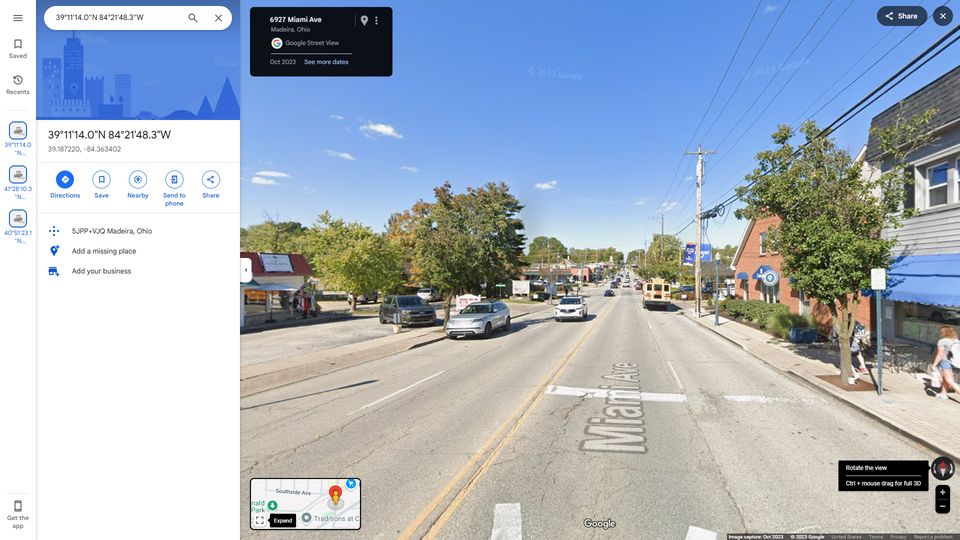 39°11'14.0"N 84°21'48.3"W
Saved
Recents
39°11'14.0
"N...
41°28'10.3
"N...
40°51'23.1
"N...
Get the
app
39°11'14.0"N 84°21'48.3"W
39.187220, -84.363402
Directions
Save
Nearby
Send to
phone
Share
5JPP+VJQ Madeira, Ohio
Add a missing place
Add your business
6927 Miami Ave
Madeira, Ohio
Google Street View
Oct 2023 See more dates
Share
© 2023 Google
© 2023 Google
Miami Ave
Southside Ave
Traditions at C
Expand
Google
Rotate the view
Ctrl + mouse drag for full 3D
Image capture: Oct 2023 © 2023 Google United States Terms Privacy Report a problem